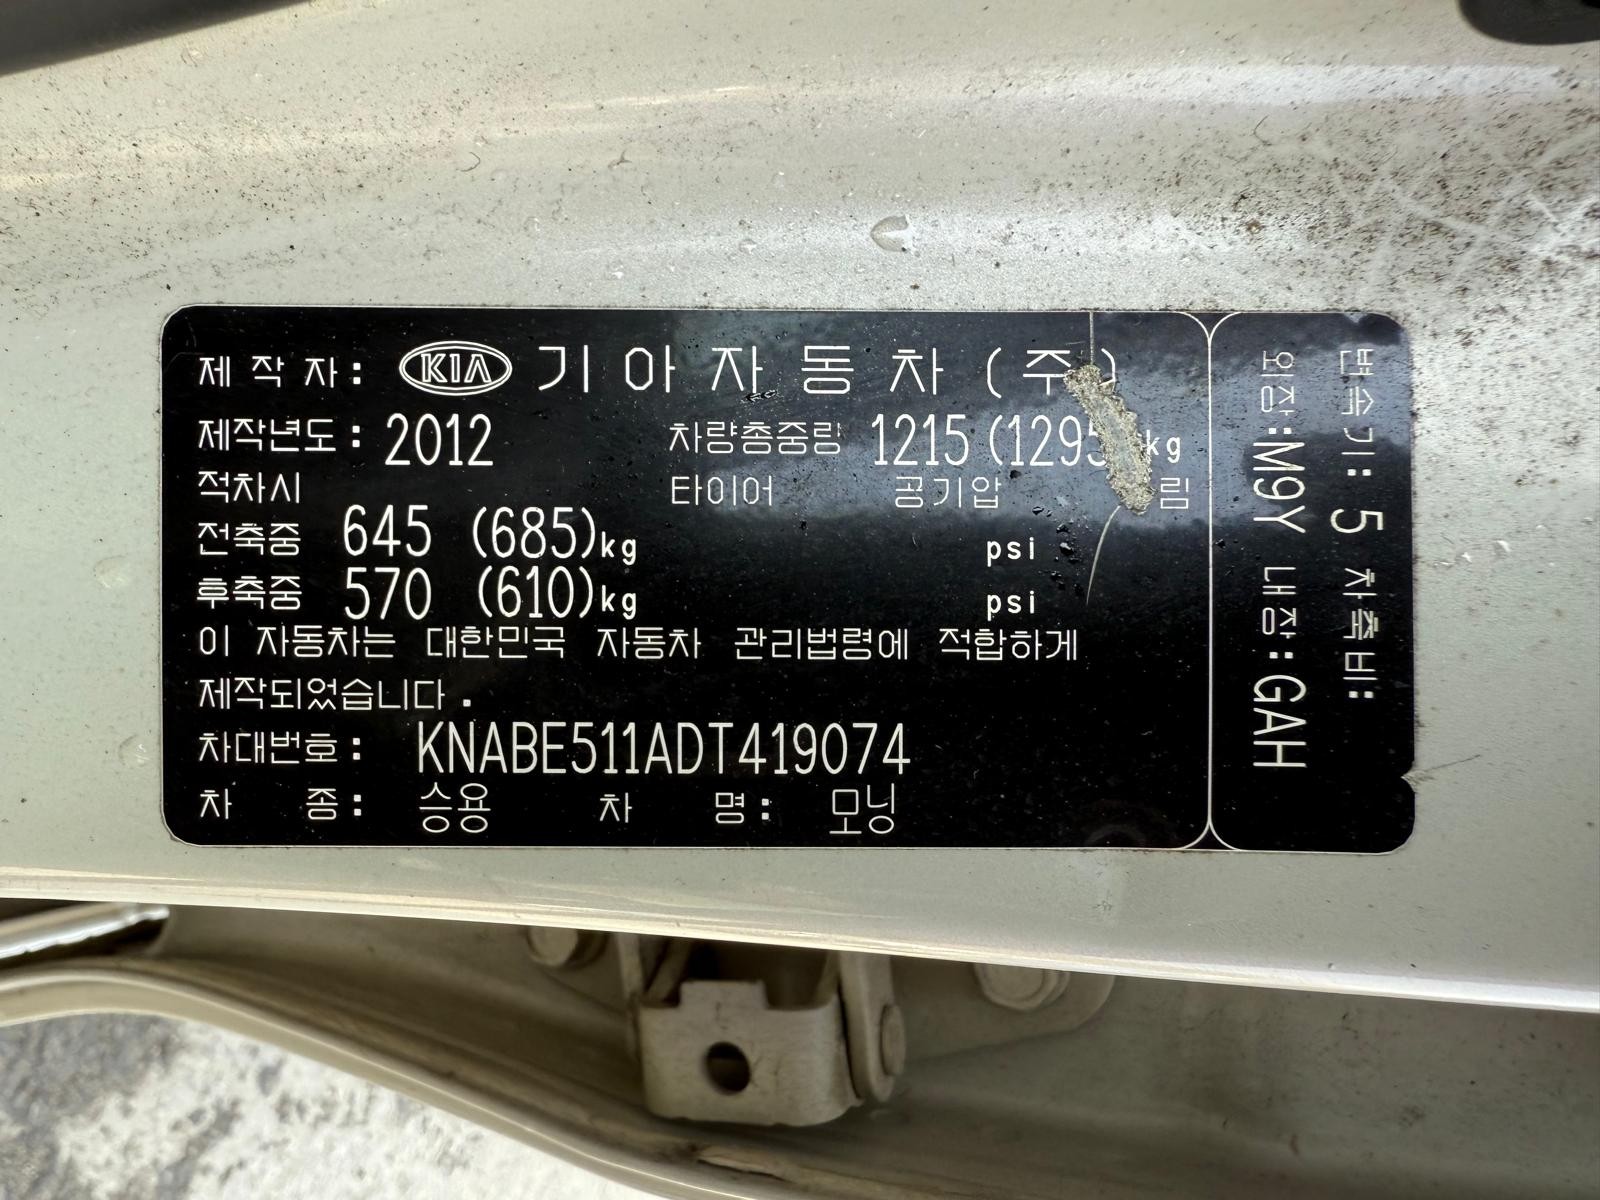 제 작 자 : KIA 기 아 자 동 차 (주)
제작년도 : 2012 차량총중량 1215 (1295) kg
적차시 타이어 공기압 림
전축중 645 (685)kg psi
후축중 570 (610)kg psi
이 자동차는 대한민국 자동차 관리법령에 적합하게
제작되었습니다 .
차대번호 : KNABE511ADT419074
차 종 : 승용 차 명 : 모닝
변속기: 5 차축비:
외장:M9Y 내장:GAH